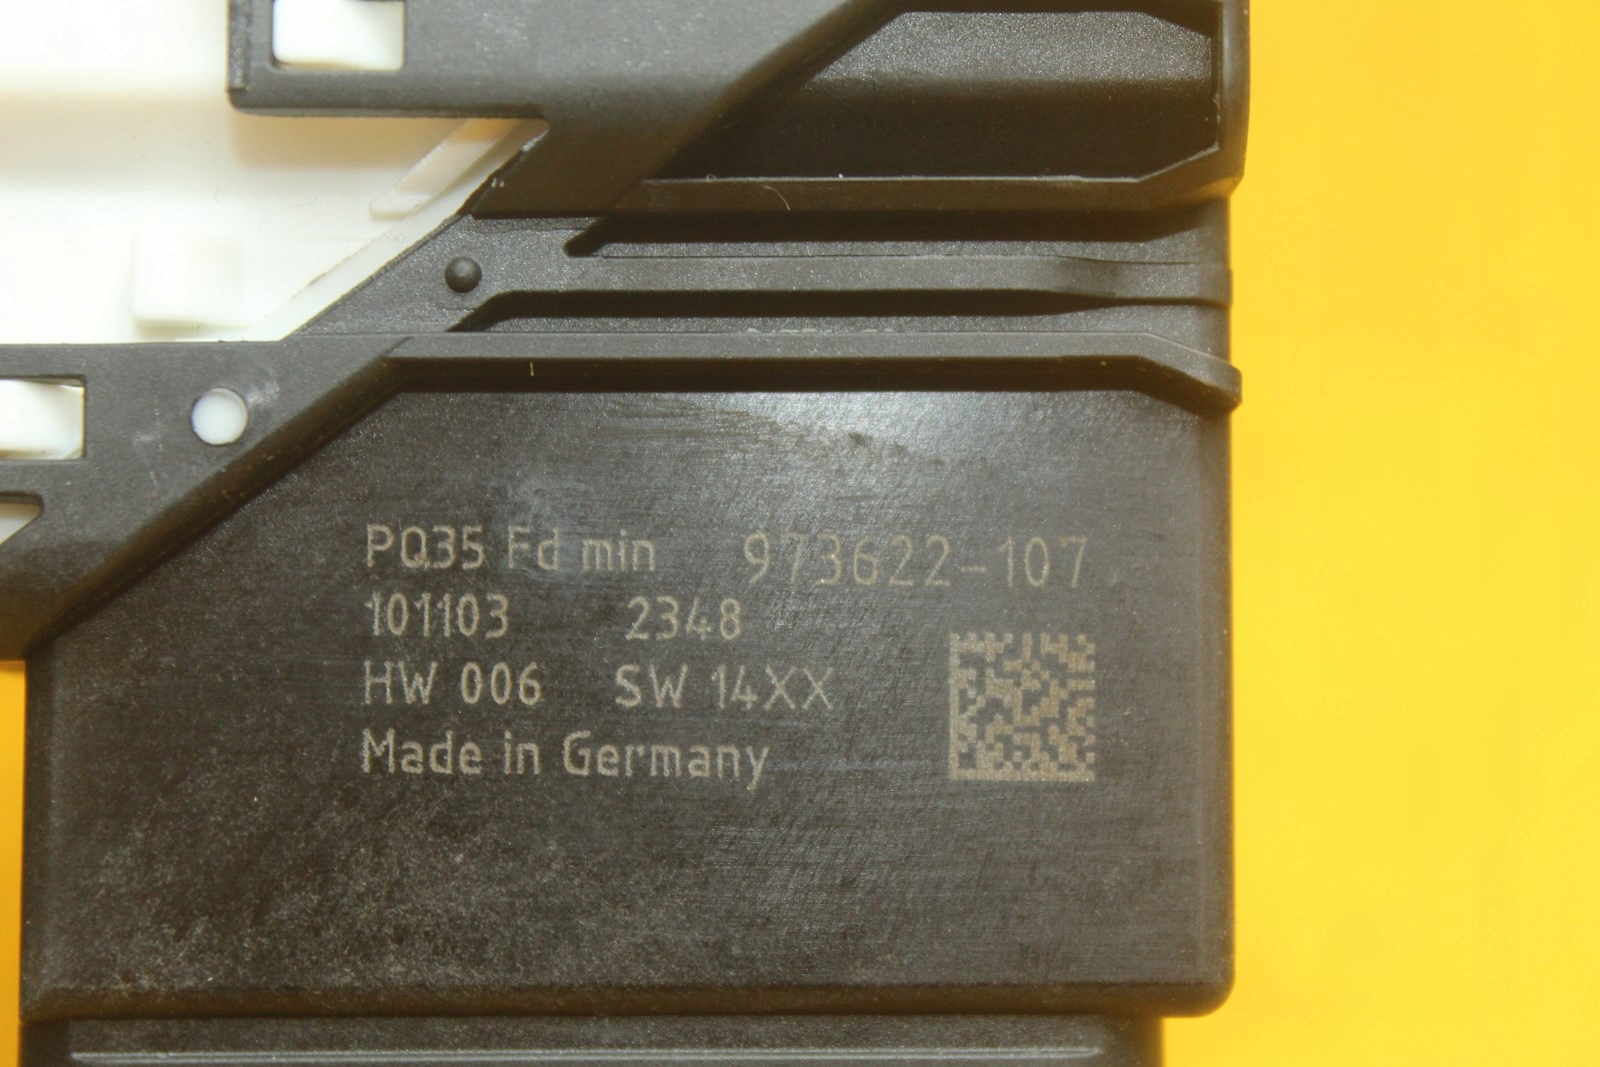 PQ35 Fd min 973622-107
101103 2348
HW 006 SW 14XX
Made in Germany